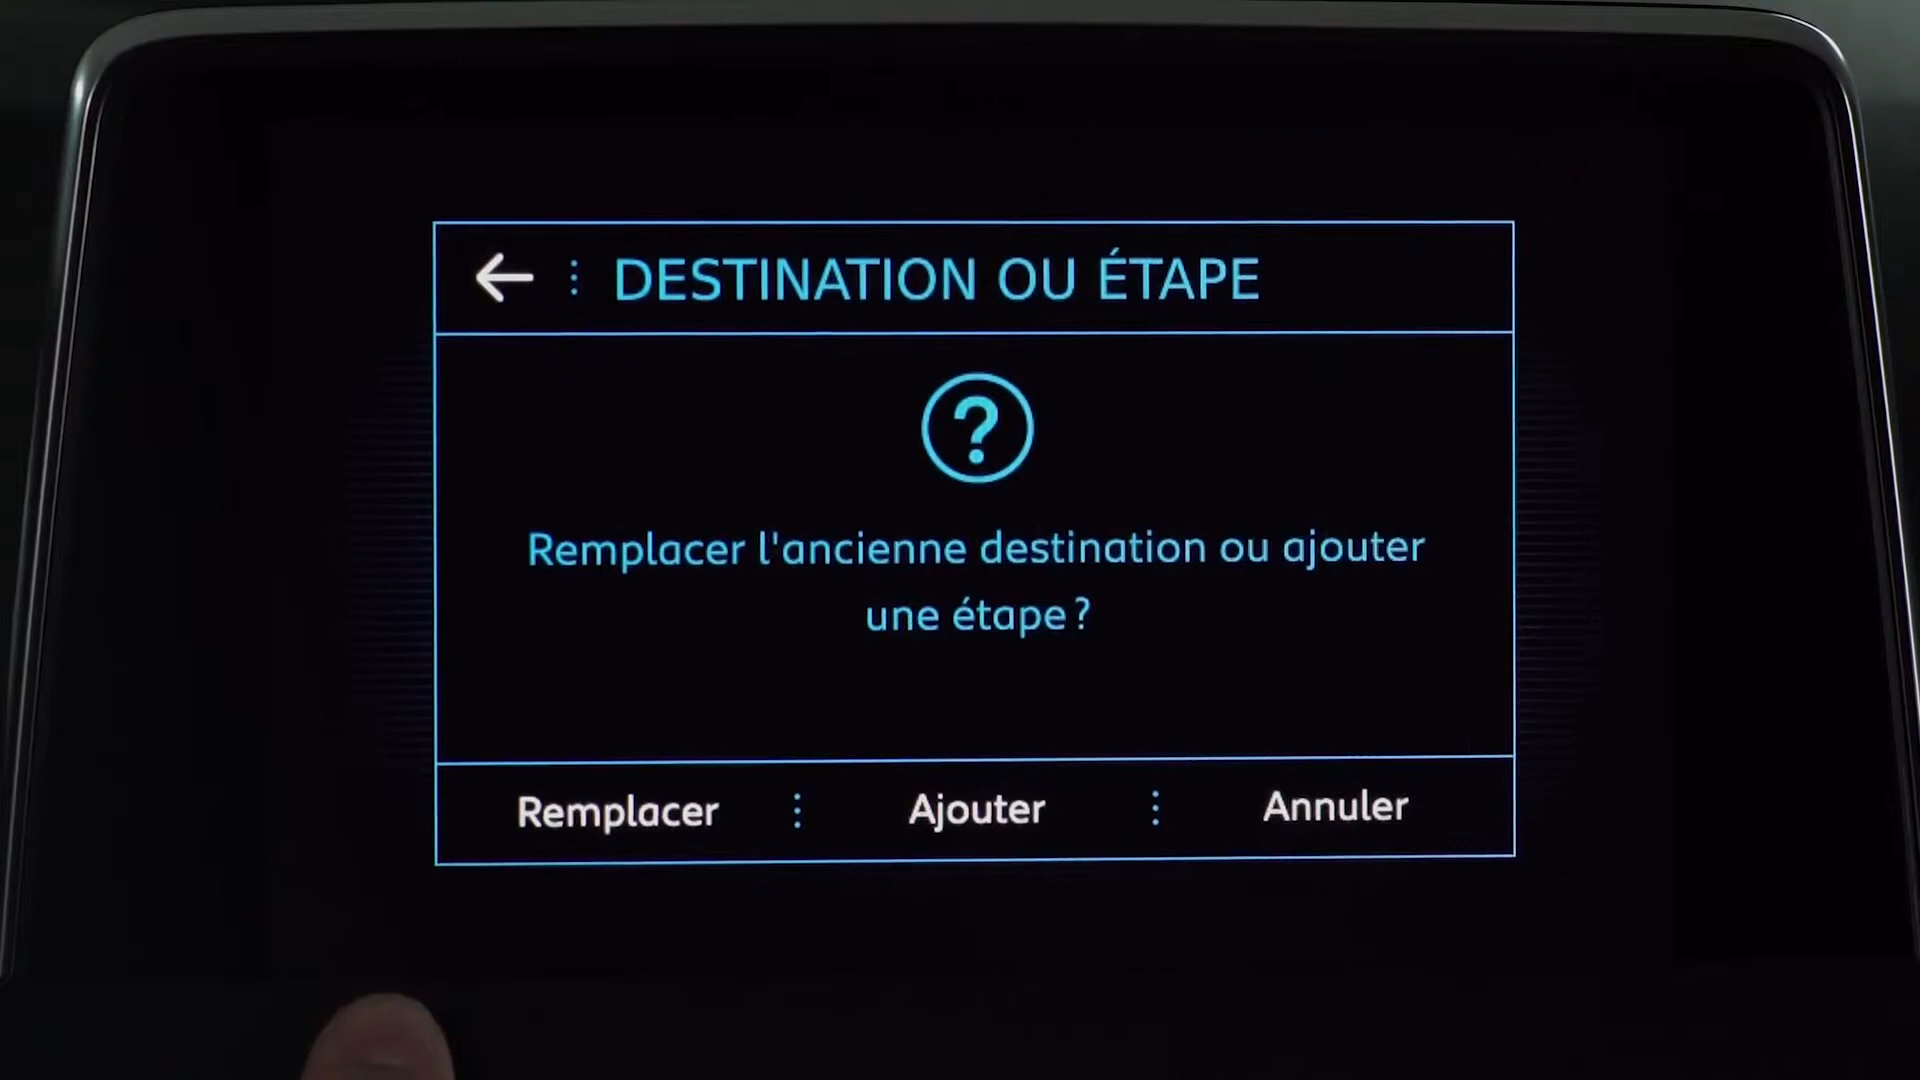 DESTINATION OU ÉTAPE
?
Remplacer l'ancienne destination ou ajouter
une étape ?
Remplacer
Ajouter
Annuler